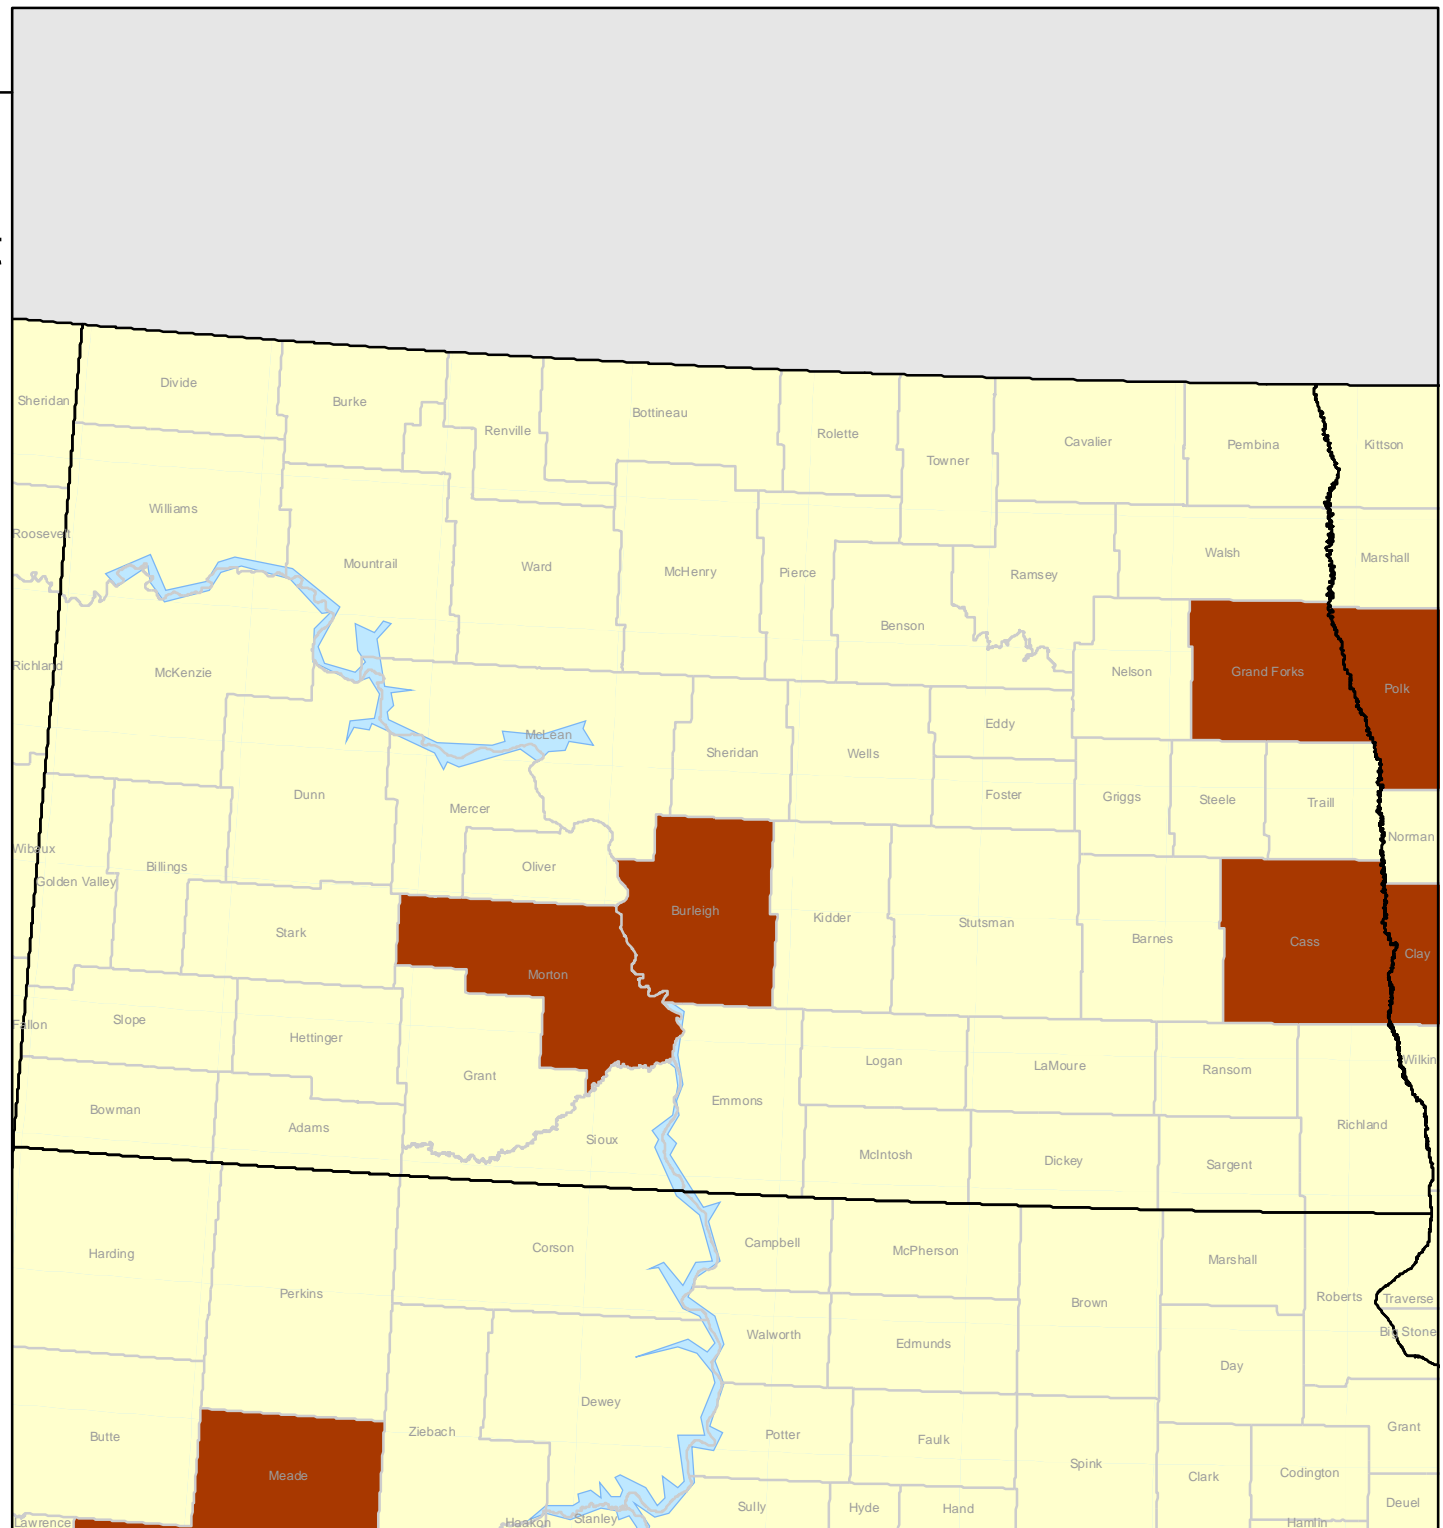 Divide
Burke
Sheridan
Bottineau
Renville
Rolette
Cavalier
Pembina
Kittson
Towner
Williams
Roosevelt
Walsh
Marshall
Mountrail
Ward
McHenry
Pierce
Ramsey
Benson
Richland
McKenzie
Nelson
Grand Forks
Polk
Eddy
McLean
Sheridan
Wells
Dunn
Foster
Griggs
Steele
Traill
Mercer
Norman
Wibaux
Billings
Oliver
Golden Valley
Burleigh
Kidder
Stutsman
Stark
Barnes
Cass
Clay
Morton
Fallon
Slope
Hettinger
Logan
LaMoure
Ransom
Wilkin
Grant
Emmons
Bowman
Adams
Sioux
Richland
McIntosh
Dickey
Sargent
Harding
Corson
Campbell
McPherson
Marshall
Perkins
Brown
Roberts
Traverse
Walworth
Edmunds
Big Stone
Day
Dewey
Butte
Ziebach
Potter
Faulk
Grant
Meade
Spink
Clark
Codington
Sully
Hyde
Hand
Deuel
Lawrence
Haakon
Stanley
Hamlin